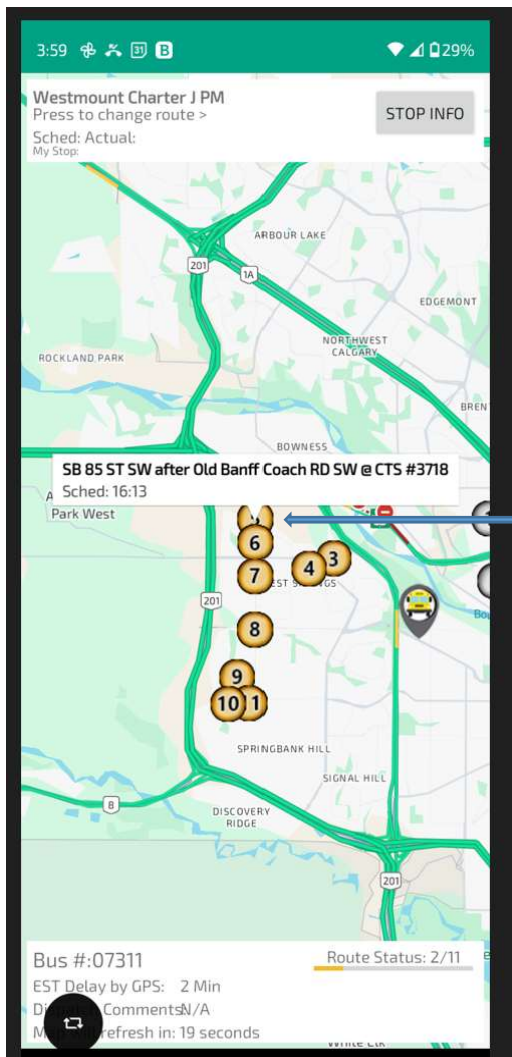 3:59 31 B 29%
Westmount Charter J PM
Press to change route >
STOP INFO
Sched: Actual:
My Stop:
ARBOUR LAKE
201
1A
EDGEMONT
NORTHWEST
CALGARY
ROCKLAND PARK
BOWNESS
SB 85 ST SW after Old Banff Coach RD SW @ CTS #3718
Sched: 16:13
Park West
6
3
4
7
201
8
9
10
11
SPRINGBANK HILL
SIGNAL HILL
8
DISCOVERY
RIDGE
201
Bus #:07311
Route Status: 2/11
EST Delay by GPS: 2 Min
Comments: N/A
refresh in: 19 seconds